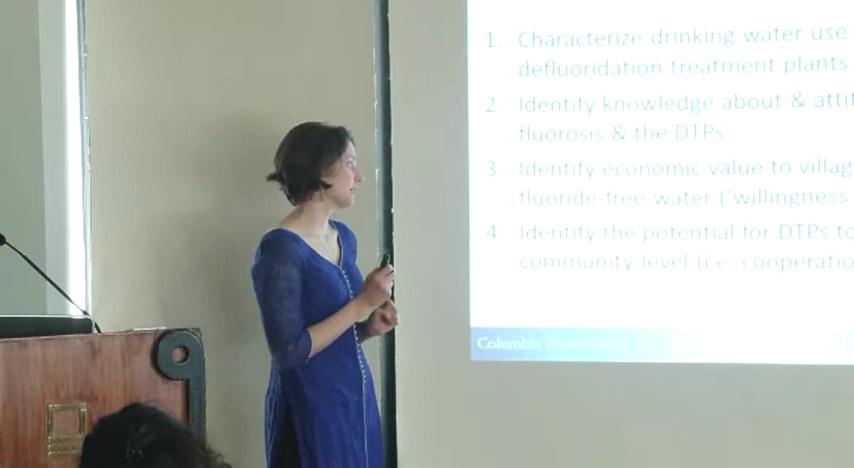 1. Characterize drinking water use
defluoridation treatment plants
2. Identify knowledge about & atti
fluorosis & the DTPs
3. Identify economic value to villag
fluoride-free water ('willingness
4 Identify the potential for DTPs to
community level (i.e. cooperatio
Columbia Water Center